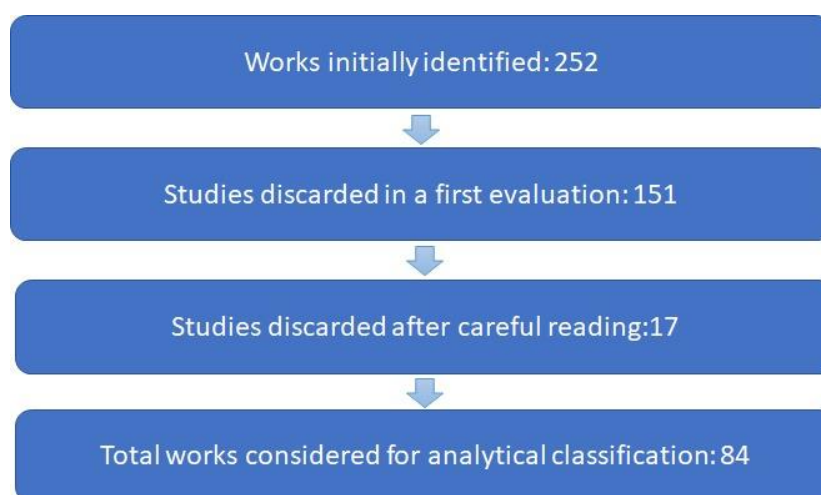 Works initially identified: 252
Studies discarded in a first evaluation: 151
Studies discarded after careful reading:17
Total works considered for analytical classification: 84